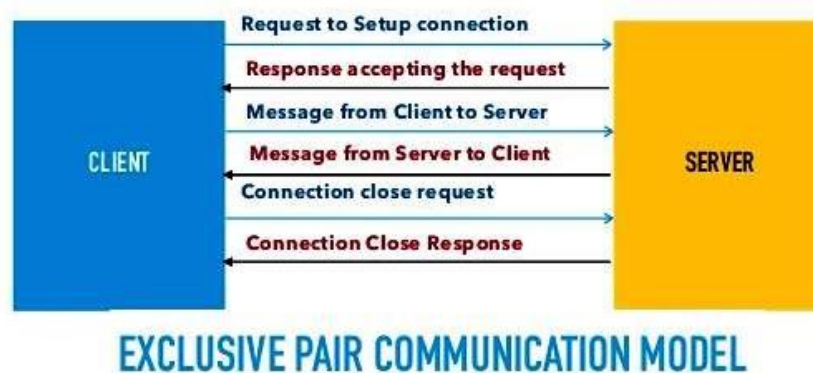 Request to Setup connection
Response accepting the request
Message from Client to Server
CLIENT
Message from Server to Client
SERVER
Connection close request
Connection Close Response
EXCLUSIVE PAIR COMMUNICATION MODEL